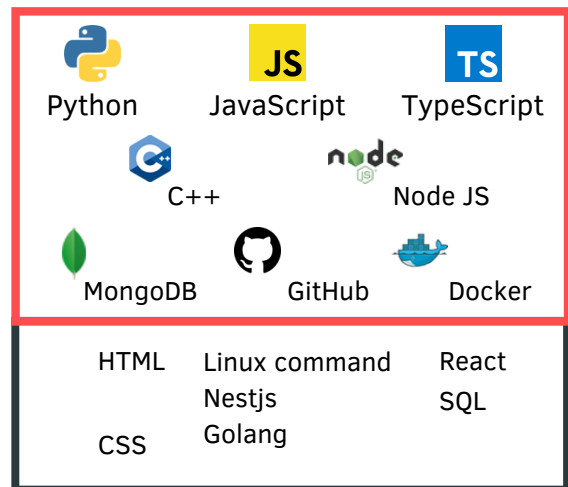 JS
TS
Python
JavaScript
TypeScript
C++
node
JS
C++
Node JS
MongoDB
GitHub
Docker
HTML
Linux command
React
Nestjs
SQL
Golang
CSS